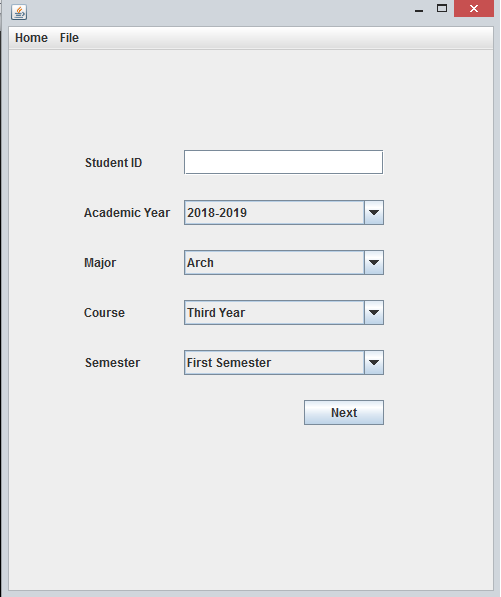 Home File
Student ID
Academic Year 2018-2019
Major Arch
Course Third Year
Semester First Semester
Next